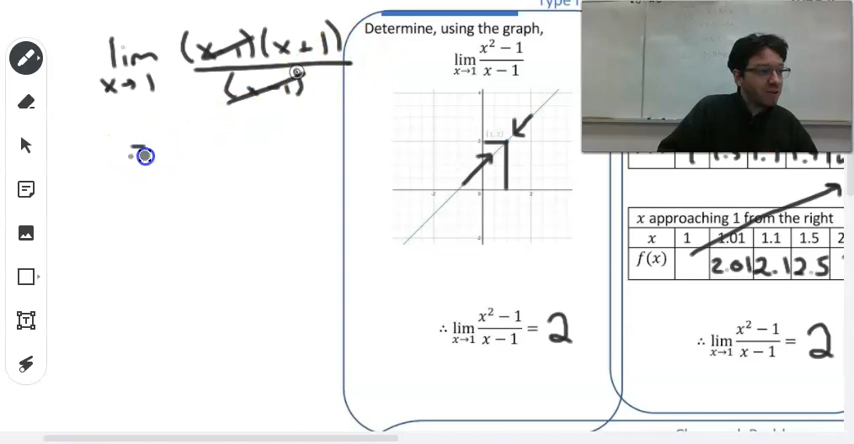 lim (x-1)(x+1)
x→1 (x-1)
=
Type I
Determine, using the graph,
lim x² − 1
x→1 x − 1
∴ lim x² − 1 = 2
x→1 x − 1
x approaching 1 from the right
x 1 1.01 1.1 1.5 2
f(x) 2.01 2.1 2.5
∴ lim x² − 1 = 2
x→1 x − 1